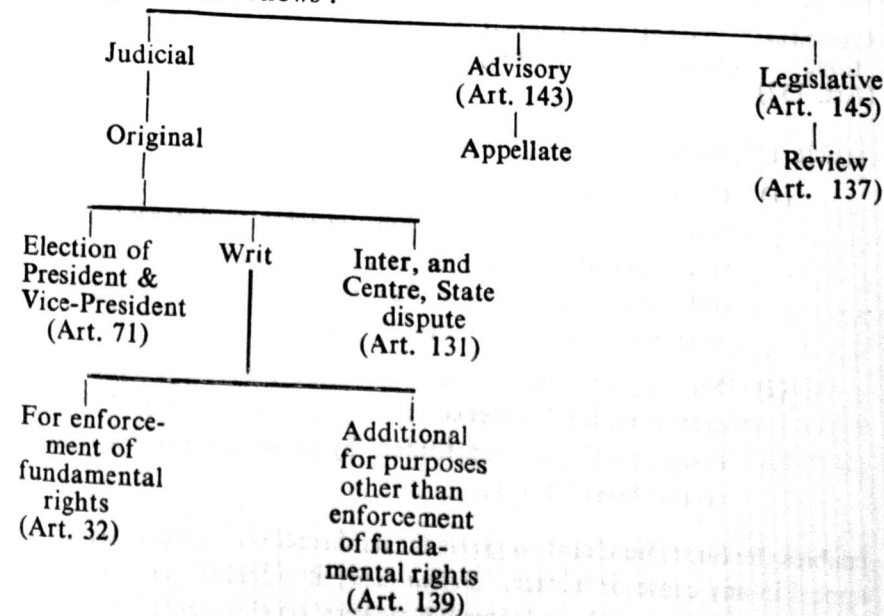 Judicial
Advisory
(Art. 143)
Legislative
(Art. 145)
Original
Appellate
Review
(Art. 137)
Election of
President &
Vice-President
(Art. 71)
Writ
Inter, and
Centre, State
dispute
(Art. 131)
For enforce-
ment of
fundamental
rights
(Art. 32)
Additional
for purposes
other than
enforcement
of funda-
mental rights
(Art. 139)